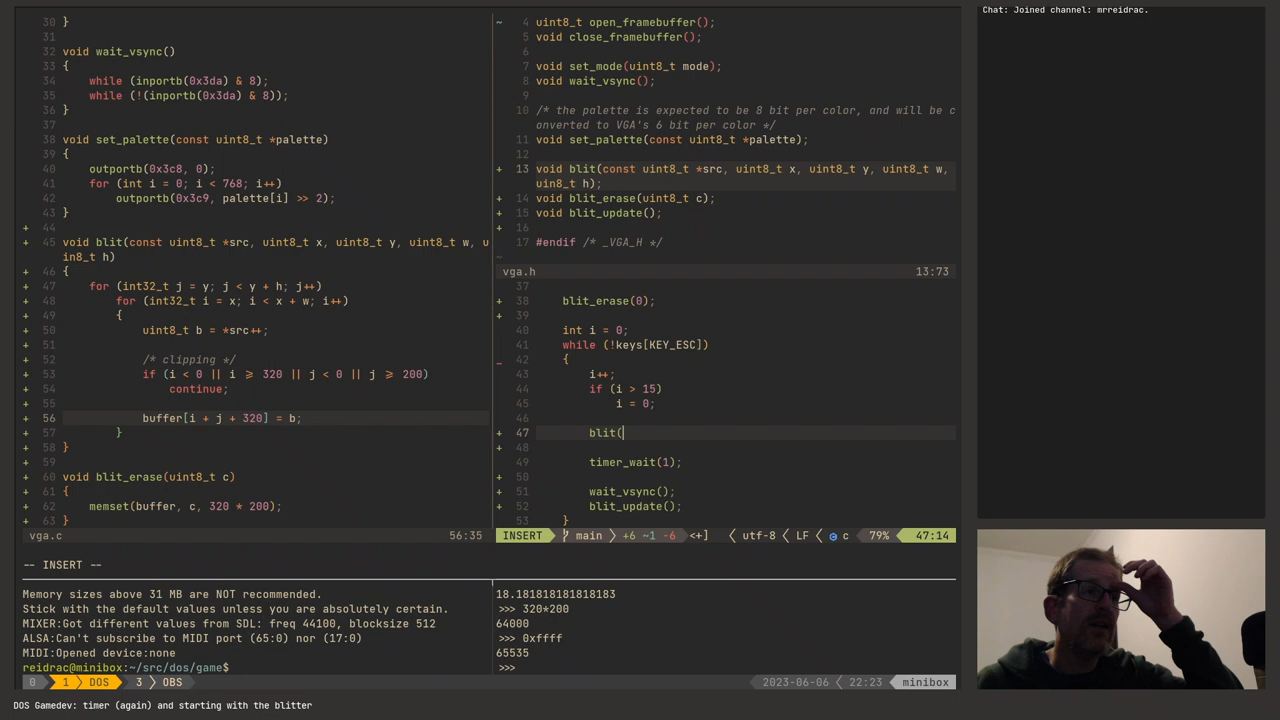 30 }
31
32 void wait_vsync()
33 {
34     while (inportb(0x3da) & 8);
35     while (!(inportb(0x3da) & 8));
36 }
37
38 void set_palette(const uint8_t *palette)
39 {
40     outportb(0x3c8, 0);
41     for (int i = 0; i < 768; i++)
42         outportb(0x3c9, palette[i] >> 2);
43 }
+ 44
+ 45 void blit(const uint8_t *src, uint8_t x, uint8_t y, uint8_t w, u
in8_t h)
+ 46 {
+ 47     for (int32_t j = y; j < y + h; j++)
+ 48         for (int32_t i = x; i < x + w; i++)
+ 49         {
+ 50             uint8_t b = *src++;
+ 51
+ 52             /* clipping */
+ 53             if (i < 0 || i >= 320 || j < 0 || j >= 200)
+ 54                 continue;
+ 55
+ 56             buffer[i + j + 320] = b;
+ 57         }
+ 58 }
+ 59
+ 60 void blit_erase(uint8_t c)
+ 61 {
+ 62     memset(buffer, c, 320 * 200);
+ 63 }
vga.c 56:35
~ 4 uint8_t open_framebuffer();
5 void close_framebuffer();
6
7 void set_mode(uint8_t mode);
8 void wait_vsync();
9
10 /* the palette is expected to be 8 bit per color, and will be c
onverted to VGA's 6 bit per color */
11 void set_palette(const uint8_t *palette);
12
+ 13 void blit(const uint8_t *src, uint8_t x, uint8_t y, uint8_t w,
uin8_t h);
+ 14 void blit_erase(uint8_t c);
+ 15 void blit_update();
+ 16
17 #endif /* _VGA_H */
vga.h 13:73
37
+ 38     blit_erase(0);
+ 39
40     int i = 0;
41     while (!keys[KEY_ESC])
_ 42     {
43         i++;
44         if (i > 15)
45             i = 0;
46
+ 47         blit(
+ 48
49         timer_wait(1);
+ 50
+ 51         wait_vsync();
+ 52         blit_update();
53     }
INSERT main +6 ~1 -6 <+] utf-8 LF c 79% 47:14
-- INSERT --
Memory sizes above 31 MB are NOT recommended.
Stick with the default values unless you are absolutely certain.
MIXER:Got different values from SDL: freq 44100, blocksize 512
ALSA:Can't subscribe to MIDI port (65:0) nor (17:0)
MIDI:Opened device:none
reidrac@minibox:~/src/dos/game$
18.181818181818183
>>> 320*200
64000
>>> 0xffff
65535
>>>
0 1 DOS 3 OBS 2023-06-06 22:23 minibox
DOS Gamedev: timer (again) and starting with the blitter
Chat: Joined channel: mrreidrac.